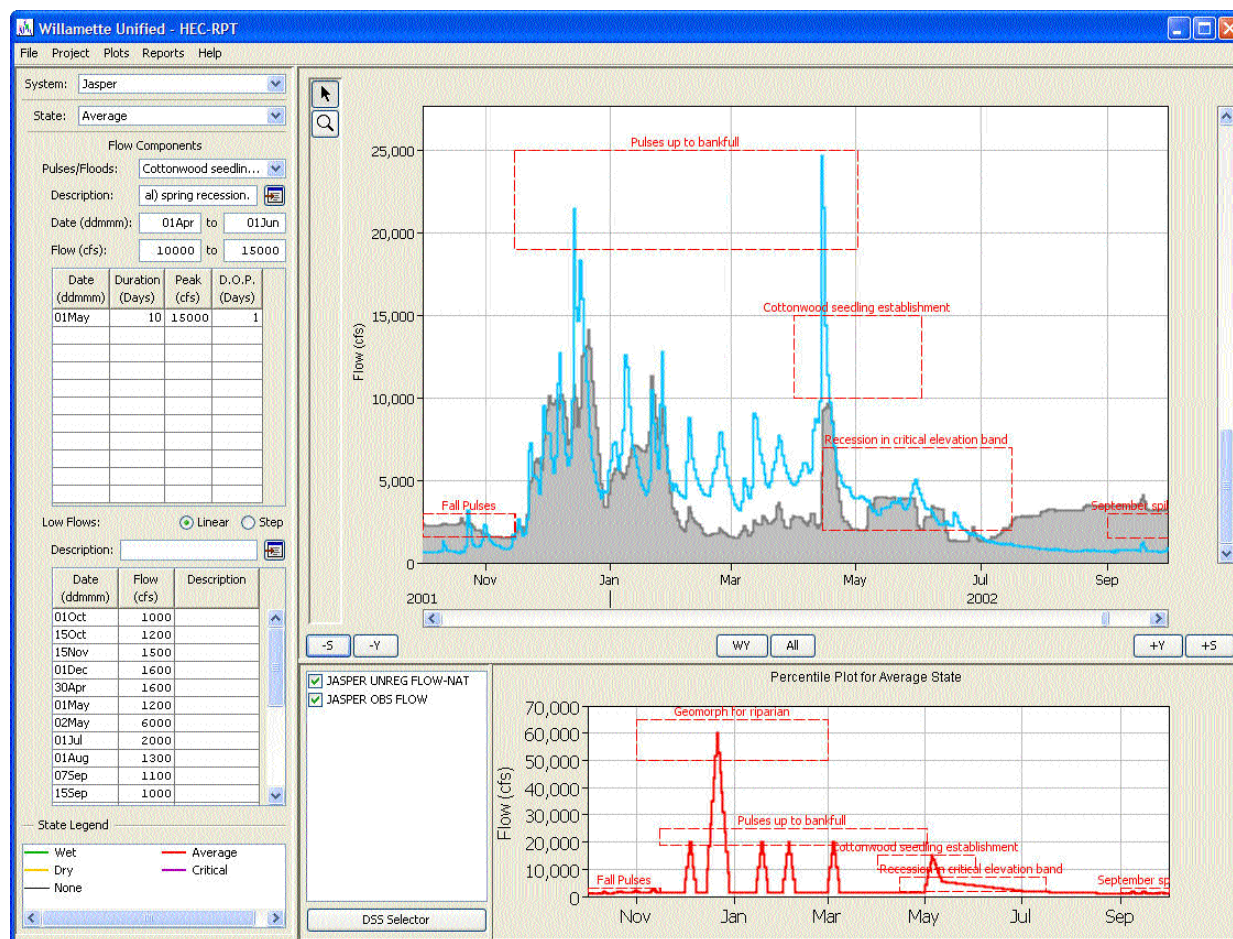 Willamette Unified - HEC-RPT
File Project Plots Reports Help
System: Jasper
State: Average
Flow Components
Pulses/Floods: Cottonwood seedlin...
Description: al) spring recession.
Date (ddmmm): 01Apr to 01Jun
Flow (cfs): 10000 to 15000
Date (ddmmm) Duration (Days) Peak (cfs) D.O.P. (Days)
01May 10 15000 1
Low Flows: Linear Step
Description:
Date (ddmmm) Flow (cfs) Description
01Oct 1000
15Oct 1200
15Nov 1500
01Dec 1600
30Apr 1600
01May 1200
02May 6000
01Jul 2000
01Aug 1300
07Sep 1100
15Sep 1000
State Legend
Wet Average
Dry Critical
None
Flow (cfs)
25,000
20,000
15,000
10,000
5,000
0
Pulses up to bankfull
Cottonwood seedling establishment
Recession in critical elevation band
Fall Pulses
September spil
Nov Jan Mar May Jul Sep
2001 2002
-S -Y WY All +Y +S
JASPER UNREG FLOW-NAT
JASPER OBS FLOW
DSS Selector
Percentile Plot for Average State
Flow (cfs)
70,000
60,000
50,000
40,000
30,000
20,000
10,000
0
Geomorph for riparian
Pulses up to bankfull
Cottonwood seedling establishment
Recession in critical elevation band
Fall Pulses
September sp
Nov Jan Mar May Jul Sep